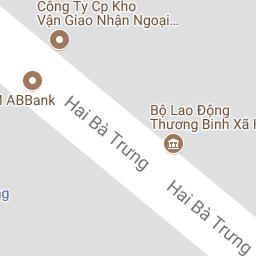 Công Ty Cp Kho
Vận Giao Nhận Ngoại...
ABBank
Hai Bà Trưng
Bộ Lao Động
Thương Binh Xã
Hai Bà Trưng